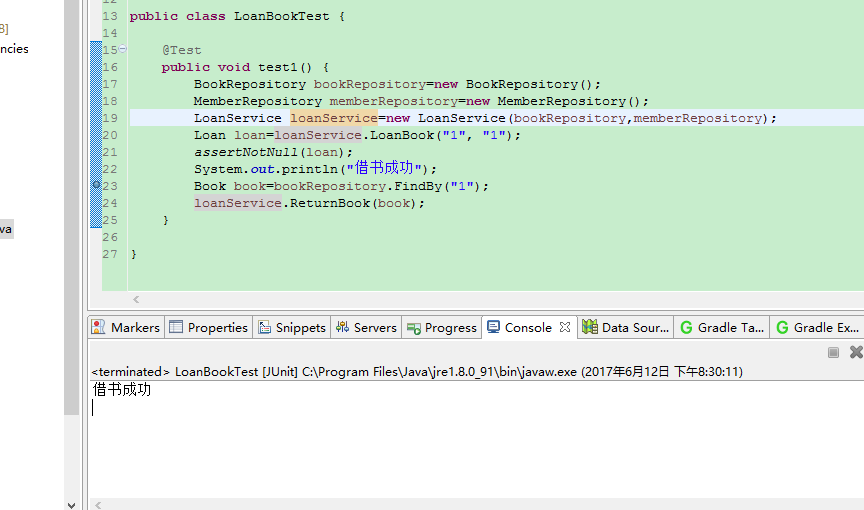 8]
ncies
va
12
13 public class LoanBookTest {
14
15 @Test
16 public void test1() {
17 BookRepository bookRepository=new BookRepository();
18 MemberRepository memberRepository=new MemberRepository();
19 LoanService loanService=new LoanService(bookRepository,memberRepository);
20 Loan loan=loanService.LoanBook("1", "1");
21 assertNotNull(loan);
22 System.out.println("借书成功");
23 Book book=bookRepository.FindBy("1");
24 loanService.ReturnBook(book);
25 }
26
27 }
Markers Properties Snippets Servers Progress Console Data Sour... Gradle Ta... Gradle Ex...
<terminated> LoanBookTest [JUnit] C:\Program Files\Java\jre1.8.0_91\bin\javaw.exe (2017年6月12日 下午8:30:11)
借书成功